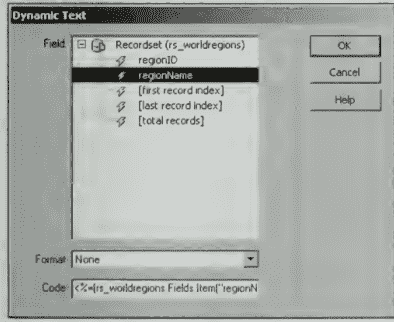 Dynamic Text
Field
Recordset (rs_worldregions)
regionID
regionName
[first record index]
[last record index]
[total records]
OK
Cancel
Help
Format None
Code <%=(rs_worldregions Fields Item("regionN